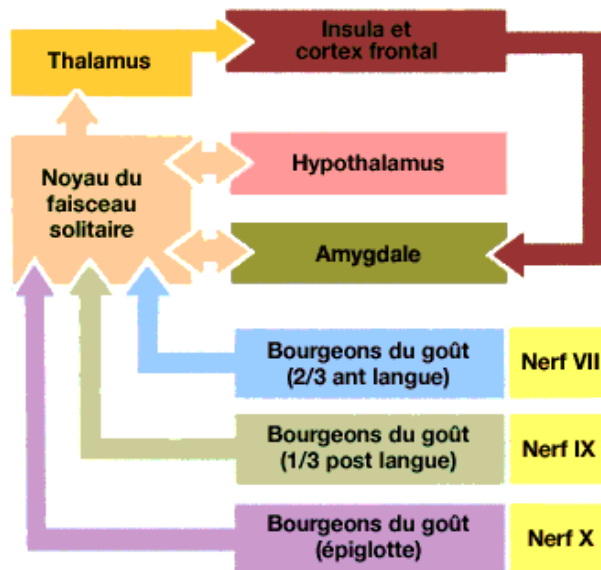 Insula et
cortex frontal
Thalamus
Noyau du
faisceau
solitaire
Hypothalamus
Amygdale
Bourgeons du goût
(2/3 ant langue)
Nerf VII
Bourgeons du goût
(1/3 post langue)
Nerf IX
Bourgeons du goût
(épiglotte)
Nerf X